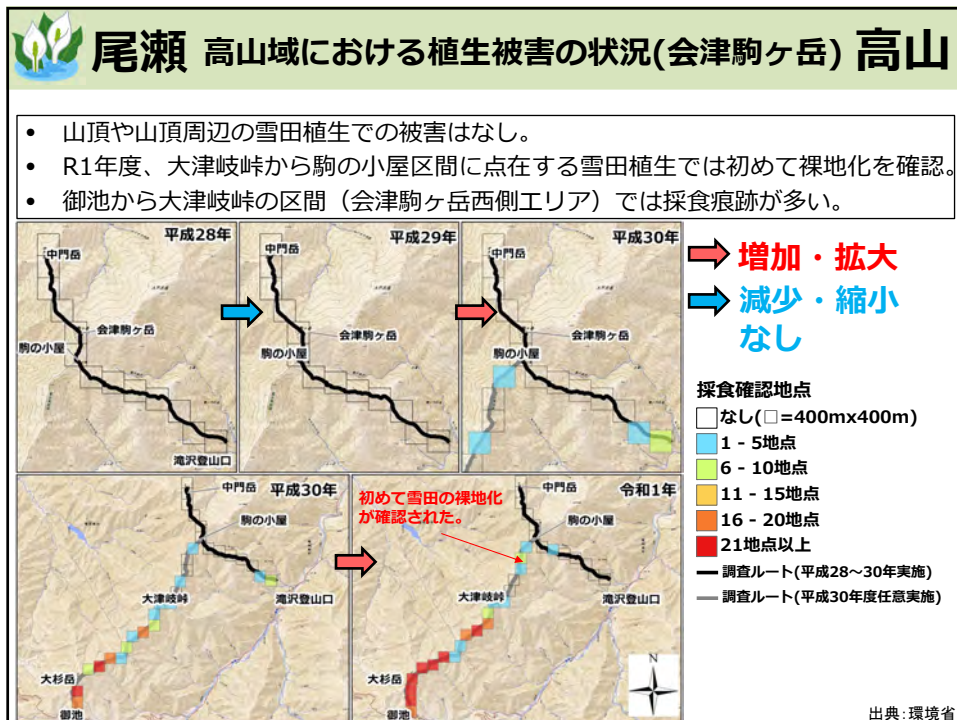 尾瀬 高山域における植生被害の状況(会津駒ヶ岳) 高山
• 山頂や山頂周辺の雪田植生での被害はなし。
• R1年度、大津岐峠から駒の小屋区間に点在する雪田植生では初めて裸地化を確認。
• 御池から大津岐峠の区間（会津駒ヶ岳西側エリア）では採食痕跡が多い。
平成28年
中門岳
会津駒ヶ岳
駒の小屋
滝沢登山口
平成29年
中門岳
会津駒ヶ岳
駒の小屋
平成30年
中門岳
会津駒ヶ岳
駒の小屋
増加・拡大
減少・縮小
なし
採食確認地点
なし(□=400mx400m)
1 - 5地点
6 - 10地点
11 - 15地点
16 - 20地点
21地点以上
調査ルート(平成28～30年実施)
調査ルート(平成30年度任意実施)
中門岳
平成30年
駒の小屋
大津岐峠
滝沢登山口
大杉岳
御池
中門岳
令和1年
初めて雪田の裸地化
が確認された。
駒の小屋
大津岐峠
滝沢登山口
大杉岳
御池
N
出典:環境省